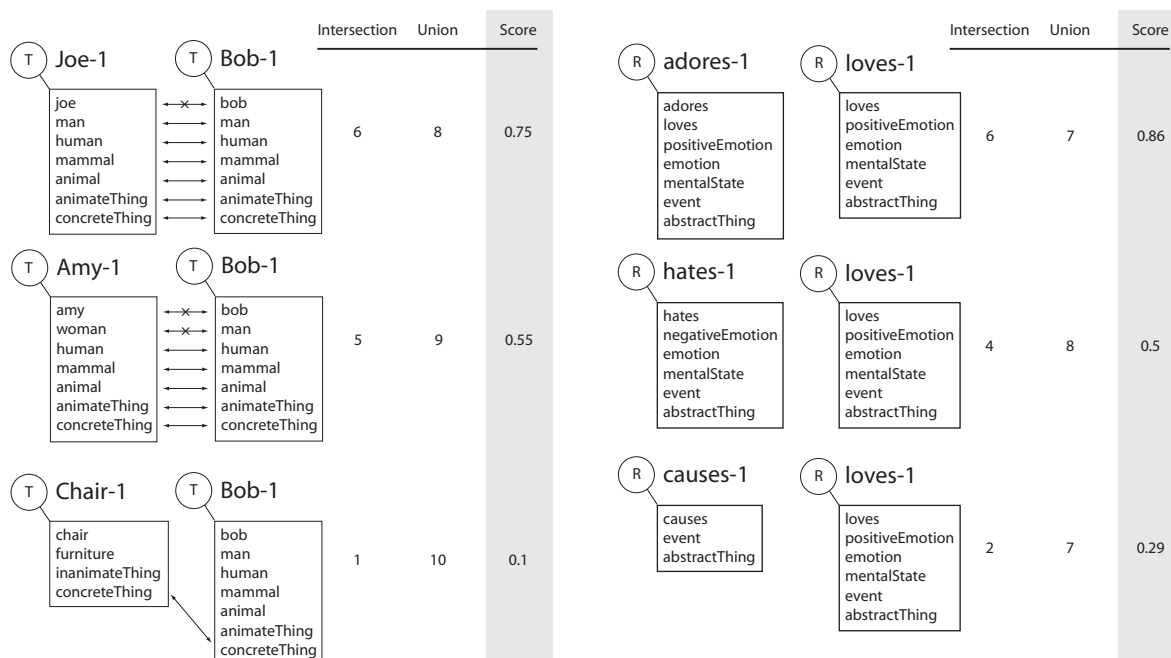 Intersection Union Score
T Joe-1 T Bob-1
joe
man
human
mammal
animal
animateThing
concreteThing
bob
man
human
mammal
animal
animateThing
concreteThing
6 8 0.75
T Amy-1 T Bob-1
amy
woman
human
mammal
animal
animateThing
concreteThing
bob
man
human
mammal
animal
animateThing
concreteThing
5 9 0.55
T Chair-1 T Bob-1
chair
furniture
inanimateThing
concreteThing
bob
man
human
mammal
animal
animateThing
concreteThing
1 10 0.1
Intersection Union Score
R adores-1 R loves-1
adores
loves
positiveEmotion
emotion
mentalState
event
abstractThing
loves
positiveEmotion
emotion
mentalState
event
abstractThing
6 7 0.86
R hates-1 R loves-1
hates
negativeEmotion
emotion
mentalState
event
abstractThing
loves
positiveEmotion
emotion
mentalState
event
abstractThing
4 8 0.5
R causes-1 R loves-1
causes
event
abstractThing
loves
positiveEmotion
emotion
mentalState
event
abstractThing
2 7 0.29